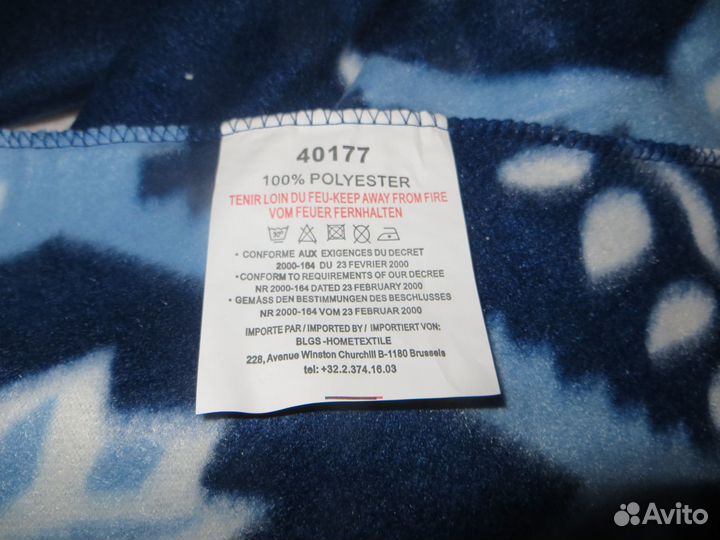 40177
100% POLYESTER
TENIR LOIN DU FEU-KEEP AWAY FROM FIRE
VOM FEUER FERNHALTEN
30°
• CONFORME AUX EXIGENCES DU DECRET
2000-164 DU 23 FEVRIER 2000
• CONFORM TO REQUIREMENTS OF OUR DECREE
NR 2000-164 DATED 23 FEBRUARY 2000
• GEMÄSS DEN BESTIMMUNGEN DES BESCHLUSSES
NR 2000-164 VOM 23 FEBRUAR 2000
IMPORTE PAR / IMPORTED BY / IMPORTIERT VON:
BLGS -HOMETEXTILE
228, Avenue Winston Churchill B-1180 Brussels
tel: +32.2.374.16.03
Avito